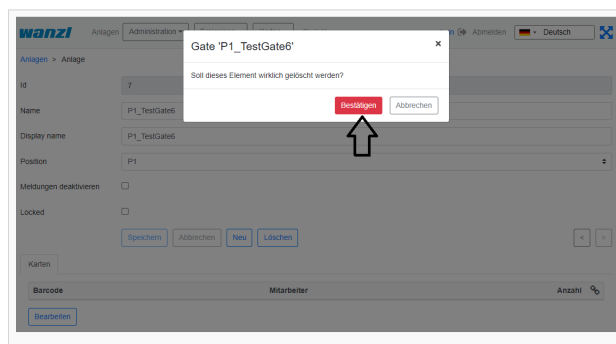 wanzl
Anlagen Administration Abmelden Deutsch
Gate 'P1_TestGate6' ×
Anlagen > Anlage
Soll dieses Element wirklich gelöscht werden?
Id 7
Bestätigen Abbrechen
Name P1_TestGate6
Display name P1_TestGate6
Position P1
Meldungen deaktivieren
Locked
Speichern Abbrechen Neu Löschen < >
Karten
Barcode Mitarbeiter Anzahl
Bearbeiten